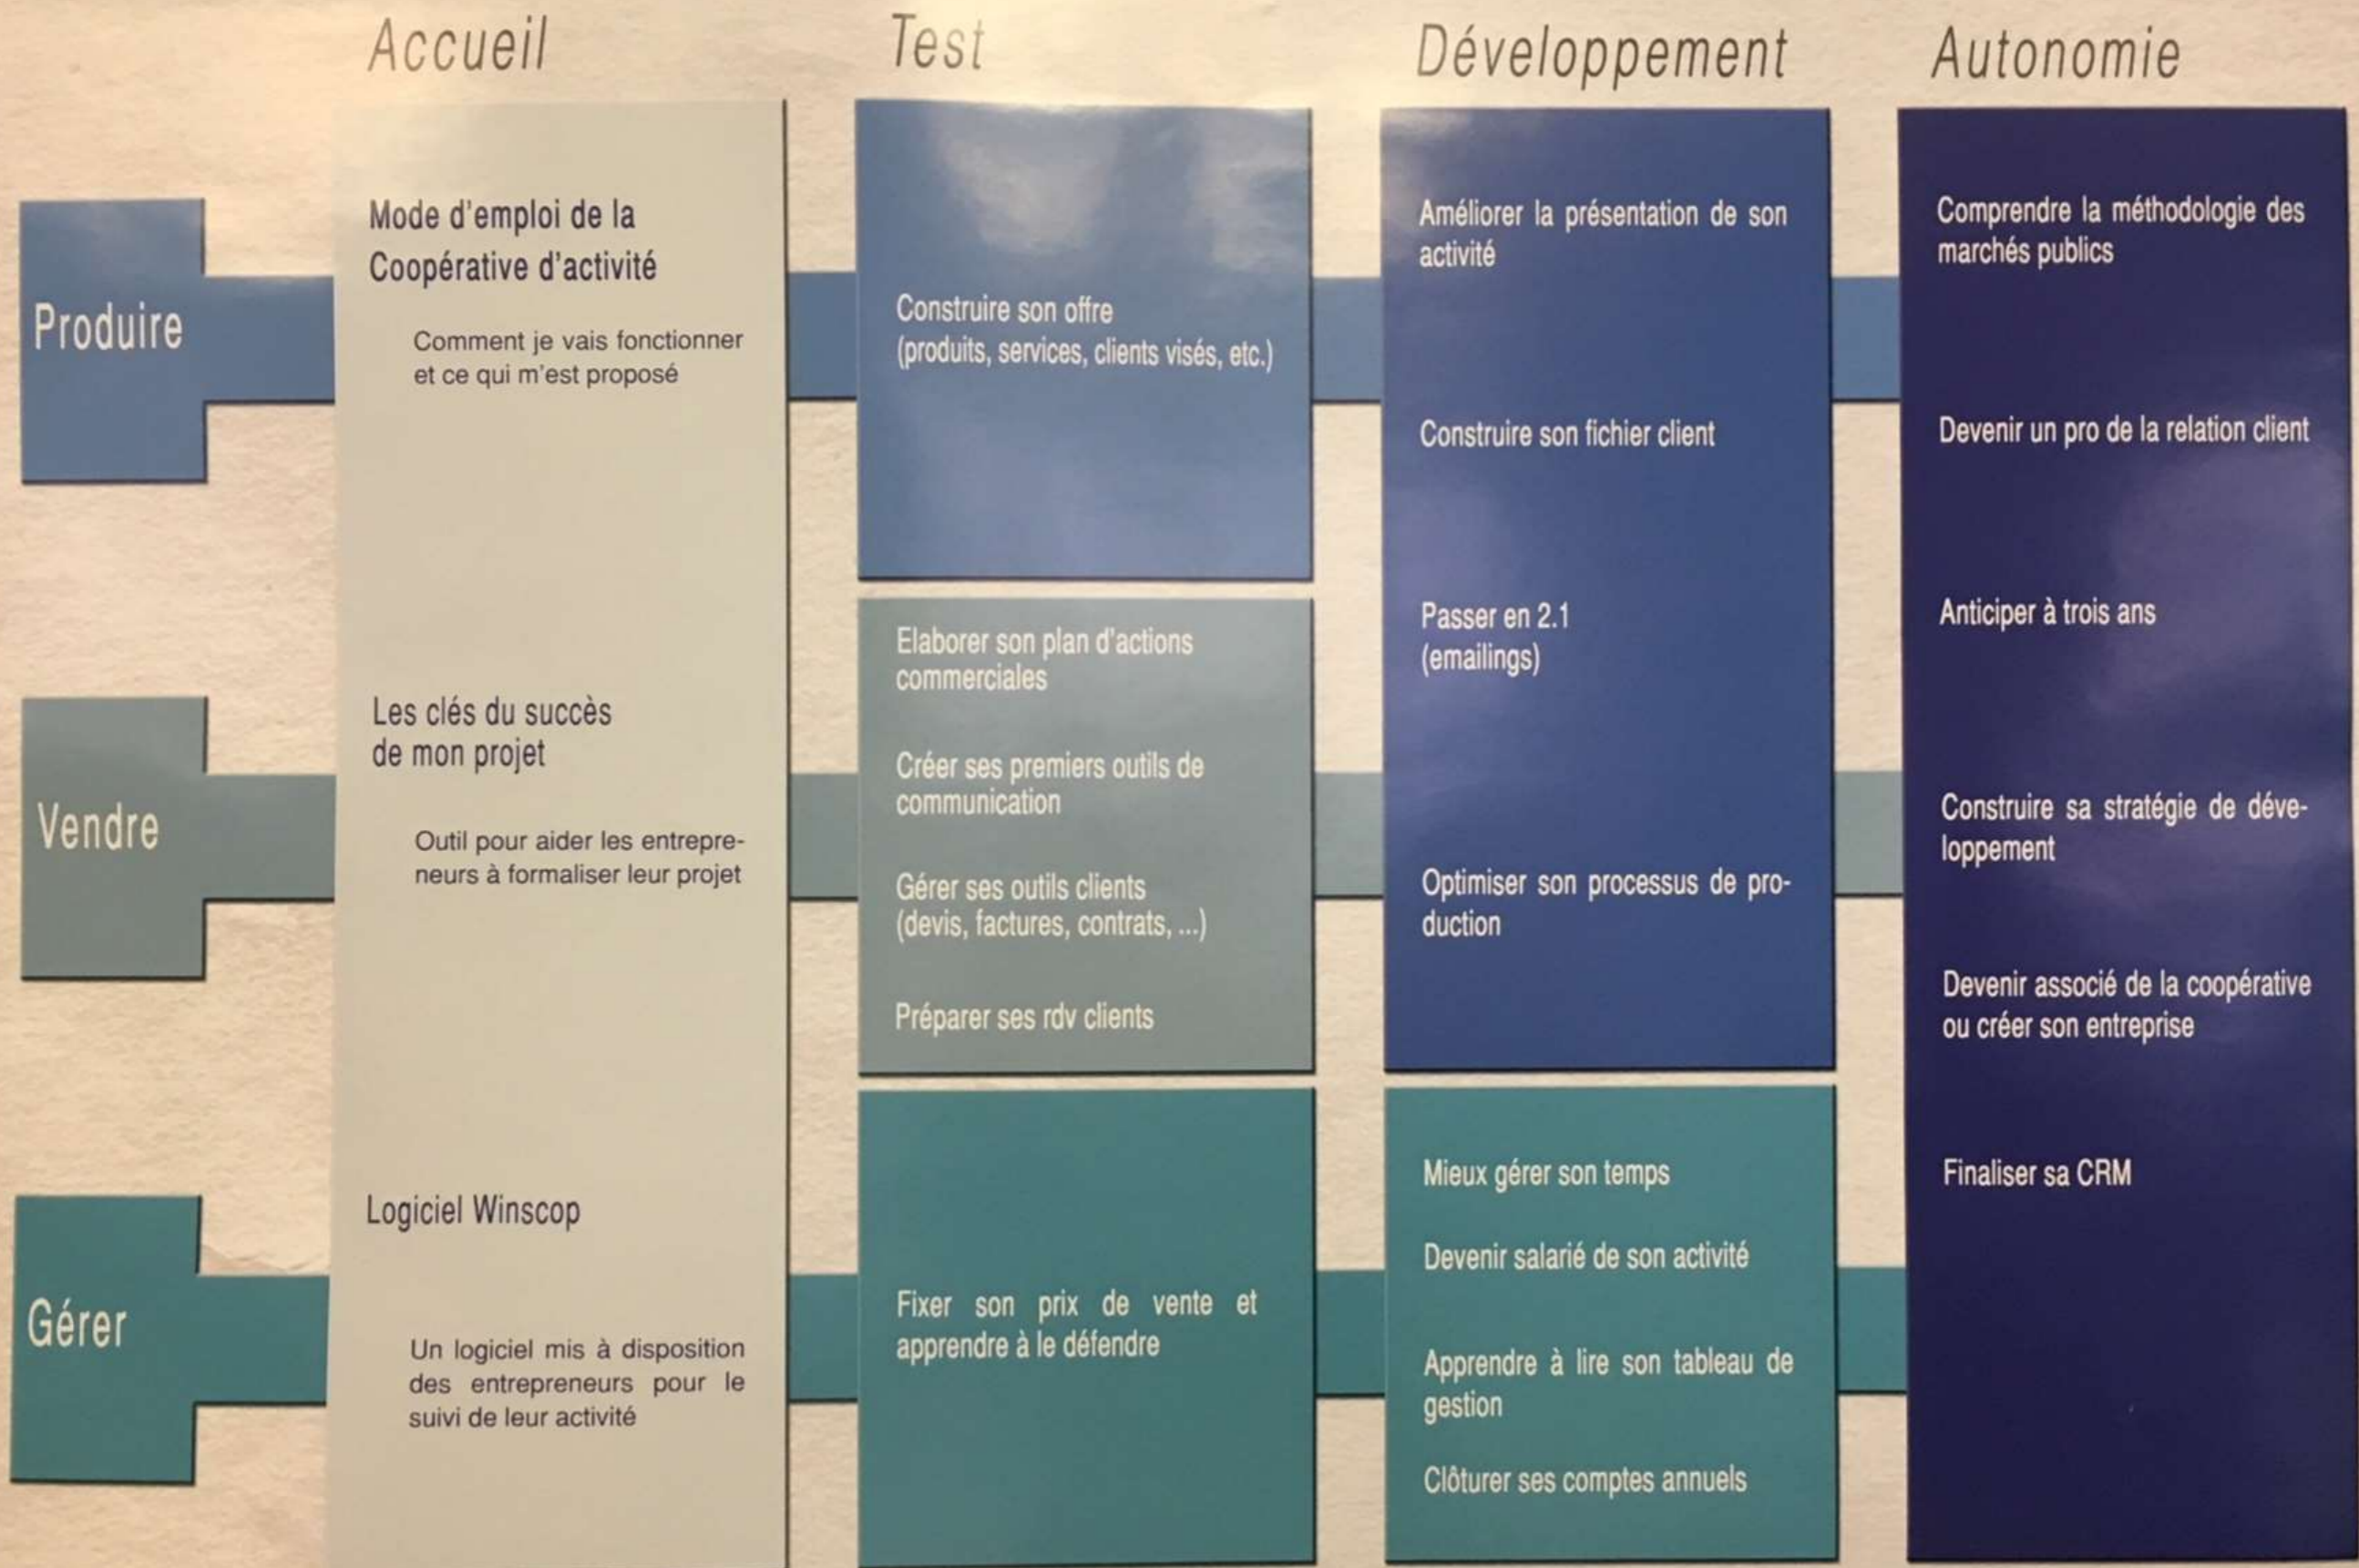 Accueil
Test
Développement
Autonomie
Produire
Mode d'emploi de la
Coopérative d'activité
Comment je vais fonctionner
et ce qui m'est proposé
Construire son offre
(produits, services, clients visés, etc.)
Améliorer la présentation de son
activité
Construire son fichier client
Comprendre la méthodologie des
marchés publics
Devenir un pro de la relation client
Vendre
Les clés du succès
de mon projet
Outil pour aider les entrepre-
neurs à formaliser leur projet
Elaborer son plan d'actions
commerciales
Créer ses premiers outils de
communication
Gérer ses outils clients
(devis, factures, contrats, ...)
Préparer ses rdv clients
Passer en 2.1
(emailings)
Optimiser son processus de pro-
duction
Anticiper à trois ans
Construire sa stratégie de déve-
loppement
Devenir associé de la coopérative
ou créer son entreprise
Gérer
Logiciel Winscop
Un logiciel mis à disposition
des entrepreneurs pour le
suivi de leur activité
Fixer son prix de vente et
apprendre à le défendre
Mieux gérer son temps
Devenir salarié de son activité
Apprendre à lire son tableau de
gestion
Clôturer ses comptes annuels
Finaliser sa CRM